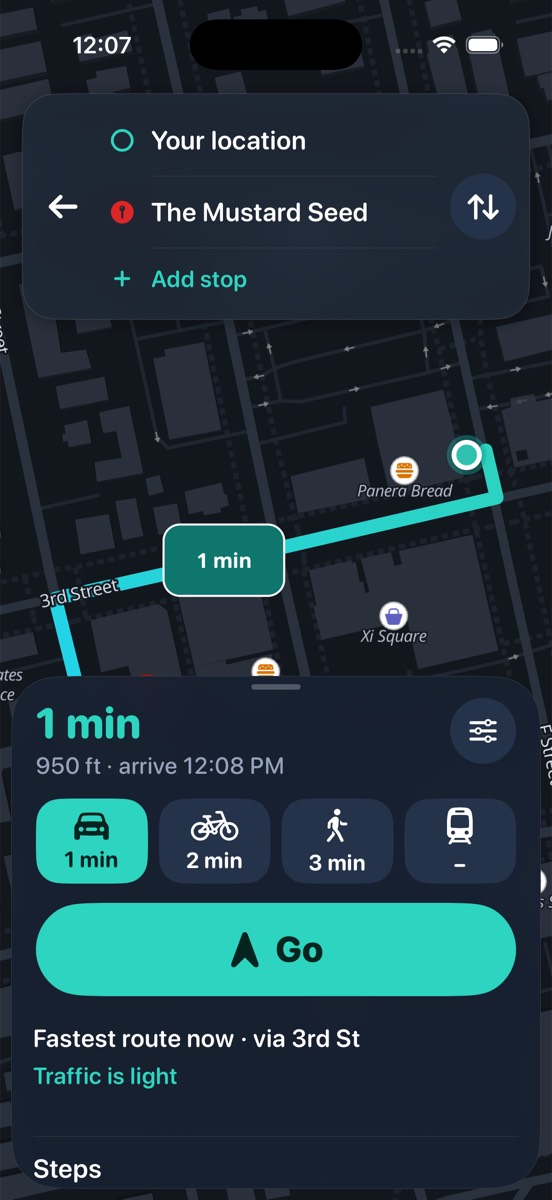 12:07
Your location
The Mustard Seed
+ Add stop
Panera Bread
1 min
3rd Street
Xi Square
1 min
950 ft · arrive 12:08 PM
1 min
2 min
3 min
–
Go
Fastest route now · via 3rd St
Traffic is light
Steps